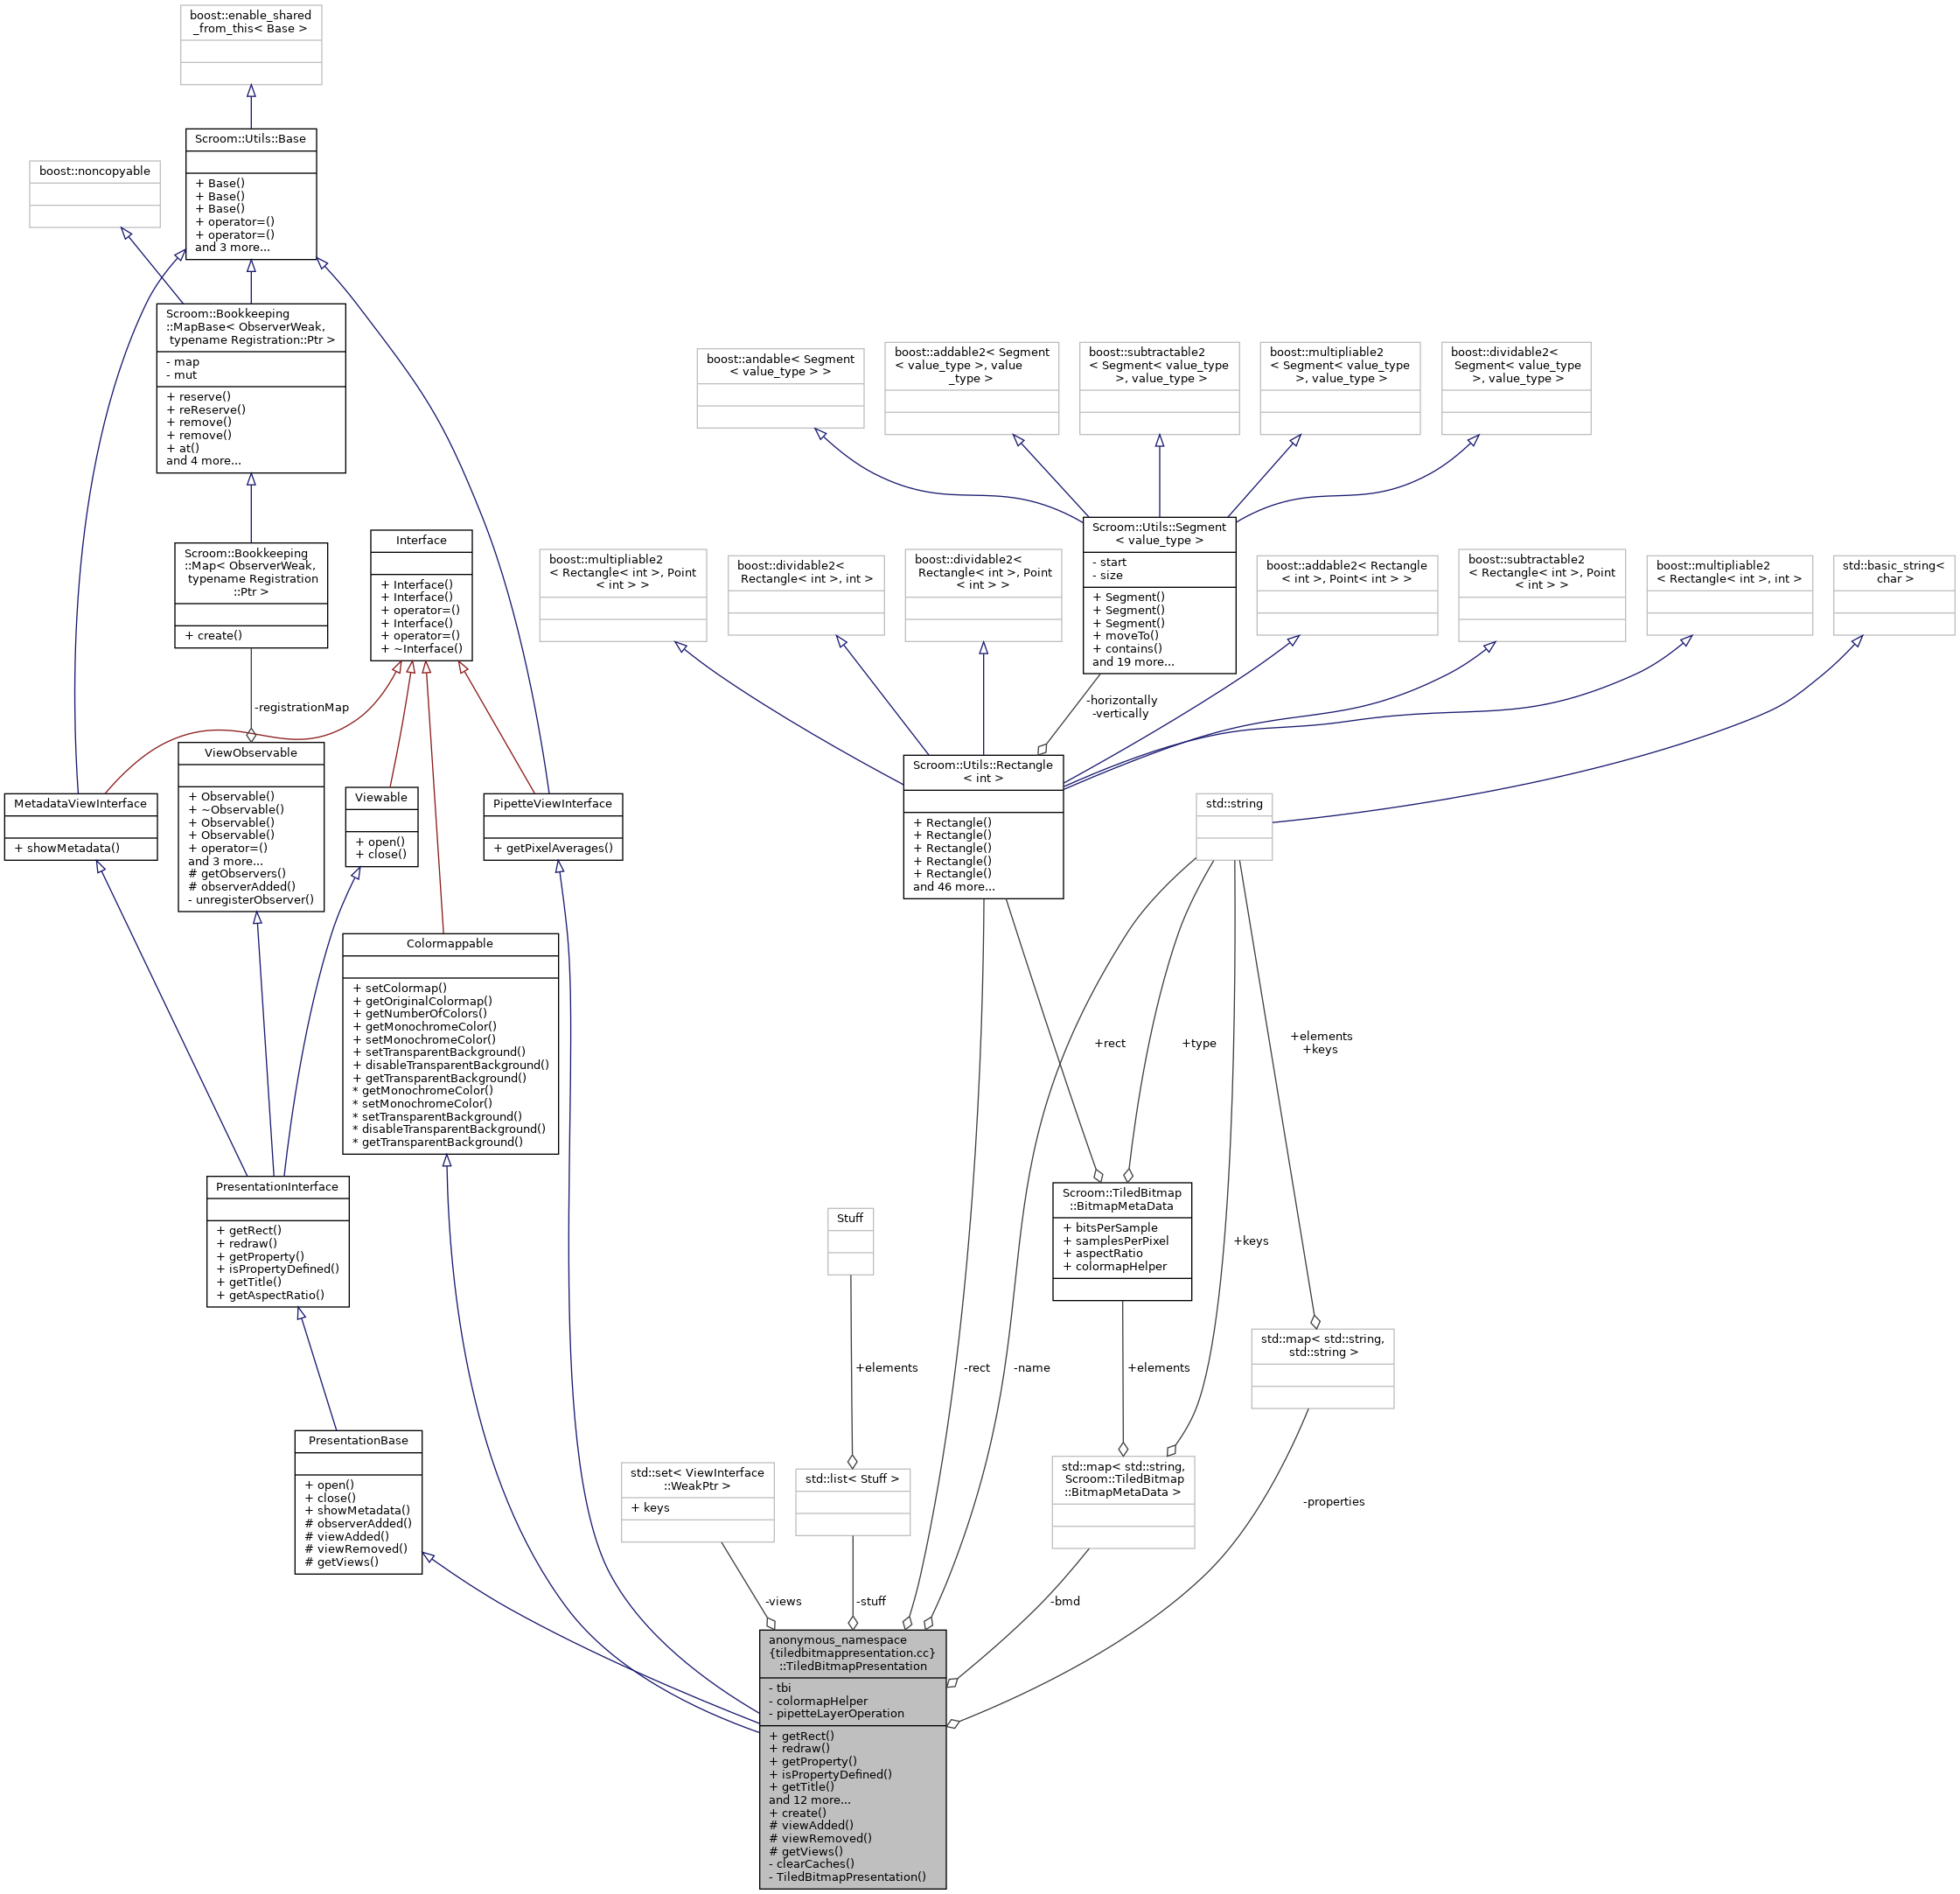 boost::enable_shared
_from_this< Base >
Scroom::Utils::Base
+ Base()
+ Base()
+ Base()
+ operator=()
+ operator=()
and 3 more...
boost::noncopyable
Scroom::Bookkeeping
::MapBase< ObserverWeak,
typename Registration::Ptr >
- map
- mut
+ reserve()
+ reReserve()
+ remove()
+ remove()
+ at()
and 4 more...
boost::andable< Segment
< value_type > >
boost::addable2< Segment
< value_type >, value
_type >
boost::subtractable2
< Segment< value_type
>, value_type >
boost::multipliable2
< Segment< value_type
>, value_type >
boost::dividable2<
Segment< value_type
>, value_type >
Scroom::Bookkeeping
::Map< ObserverWeak,
typename Registration
::Ptr >
+ create()
Interface
+ Interface()
+ Interface()
+ operator=()
+ Interface()
+ operator=()
+ ~Interface()
boost::multipliable2
< Rectangle< int >, Point
< int > >
boost::dividable2<
Rectangle< int >, int >
boost::dividable2<
Rectangle< int >, Point
< int > >
Scroom::Utils::Segment
< value_type >
- start
- size
+ Segment()
+ Segment()
+ Segment()
+ moveTo()
+ contains()
and 19 more...
boost::addable2< Rectangle
< int >, Point< int > >
boost::subtractable2
< Rectangle< int >, Point
< int > >
boost::multipliable2
< Rectangle< int >, int >
std::basic_string<
char >
-registrationMap
-horizontally
-vertically
MetadataViewInterface
+ showMetadata()
ViewObservable
+ Observable()
+ ~Observable()
+ Observable()
+ Observable()
+ operator=()
and 3 more...
# getObservers()
# observerAdded()
- unregisterObserver()
Viewable
+ open()
+ close()
PipetteViewInterface
+ getPixelAverages()
Scroom::Utils::Rectangle
< int >
+ Rectangle()
+ Rectangle()
+ Rectangle()
+ Rectangle()
+ Rectangle()
and 46 more...
std::string
Colormappable
+ setColormap()
+ getOriginalColormap()
+ getNumberOfColors()
+ getMonochromeColor()
+ setMonochromeColor()
+ setTransparentBackground()
+ disableTransparentBackground()
+ getTransparentBackground()
* getMonochromeColor()
* setMonochromeColor()
* setTransparentBackground()
* disableTransparentBackground()
* getTransparentBackground()
+rect
+type
+elements
+keys
PresentationInterface
+ getRect()
+ redraw()
+ getProperty()
+ isPropertyDefined()
+ getTitle()
+ getAspectRatio()
Stuff
Scroom::TiledBitmap
::BitmapMetaData
+ bitsPerSample
+ samplesPerPixel
+ aspectRatio
+ colormapHelper
+keys
std::map< std::string,
std::string >
+elements
-rect
-name
+elements
PresentationBase
+ open()
+ close()
+ showMetadata()
# observerAdded()
# viewAdded()
# viewRemoved()
# getViews()
std::set< ViewInterface
::WeakPtr >
+ keys
std::list< Stuff >
std::map< std::string,
Scroom::TiledBitmap
::BitmapMetaData >
-properties
-views
-stuff
-bmd
anonymous_namespace
{tiledbitmappresentation.cc}
::TiledBitmapPresentation
- tbi
- colormapHelper
- pipetteLayerOperation
+ getRect()
+ redraw()
+ getProperty()
+ isPropertyDefined()
+ getTitle()
and 12 more...
+ create()
# viewAdded()
# viewRemoved()
# getViews()
- clearCaches()
- TiledBitmapPresentation()